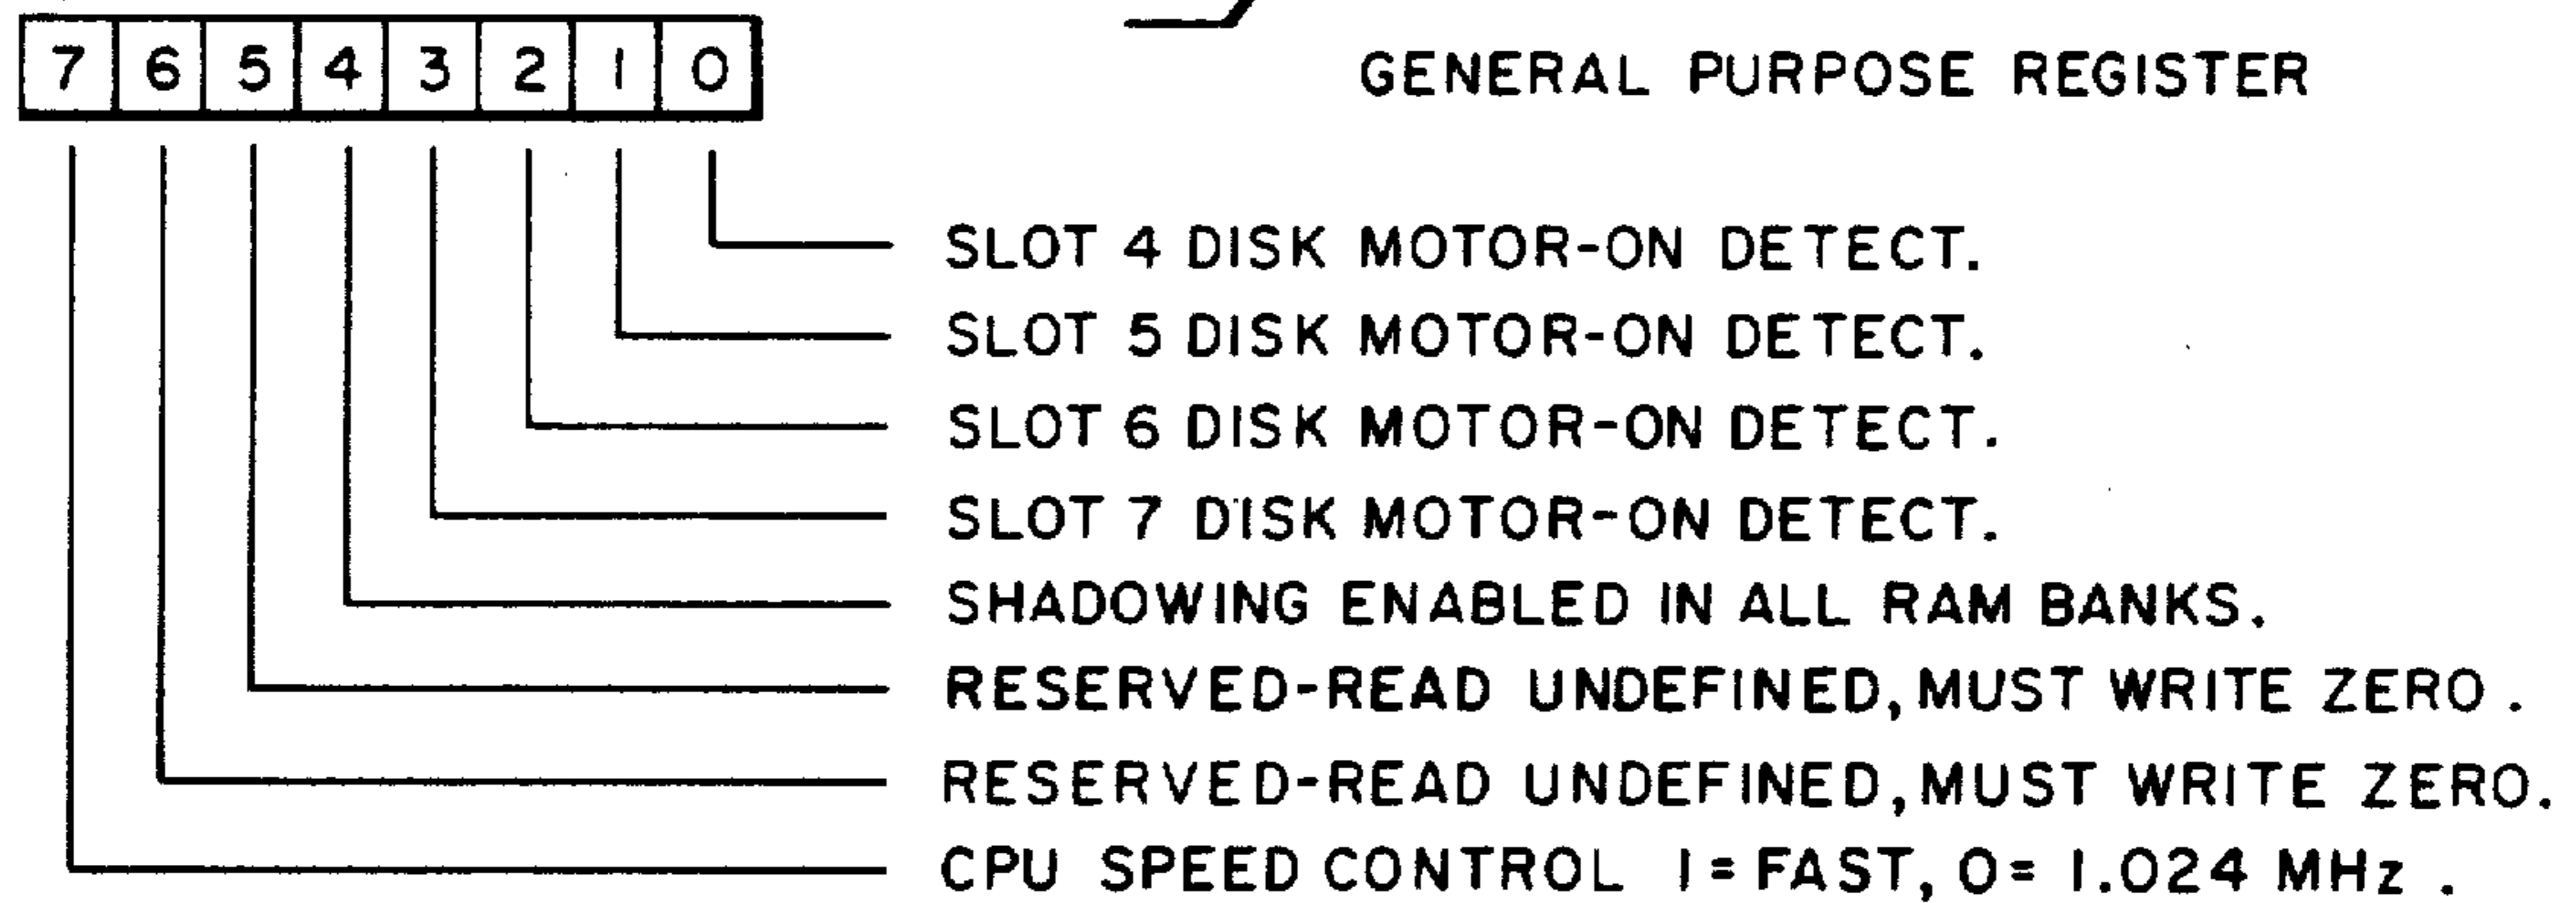 7 6 5 4 3 2 1 0
GENERAL PURPOSE REGISTER
SLOT 4 DISK MOTOR-ON DETECT.
SLOT 5 DISK MOTOR-ON DETECT.
SLOT 6 DISK MOTOR-ON DETECT.
SLOT 7 DISK MOTOR-ON DETECT.
SHADOWING ENABLED IN ALL RAM BANKS.
RESERVED-READ UNDEFINED, MUST WRITE ZERO.
RESERVED-READ UNDEFINED, MUST WRITE ZERO.
CPU SPEED CONTROL 1 = FAST, 0 = 1.024 MHz.